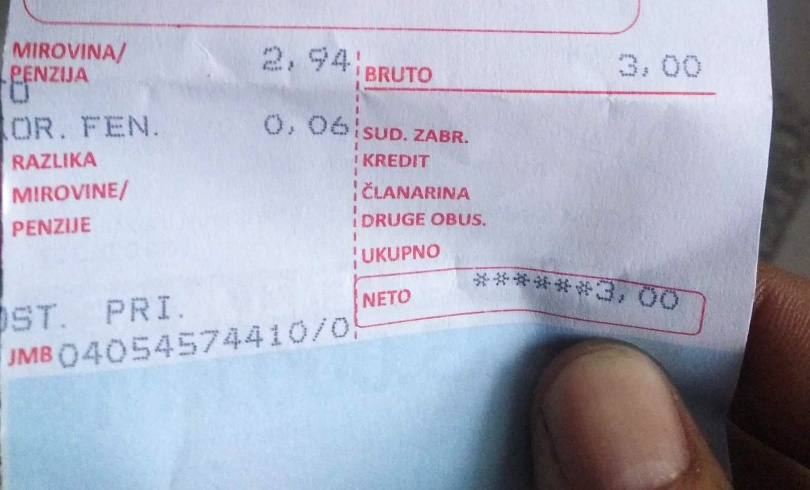 MIROVINA/
PENZIJA 2,94
BRUTO 3,00
OR. FEN. 0,06
RAZLIKA
MIROVINE/
PENZIJE
SUD. ZABR.
KREDIT
ČLANARINA
DRUGE OBUS.
UKUPNO
NETO ******3,00
ST. PRI.
JMB 04054574410/0